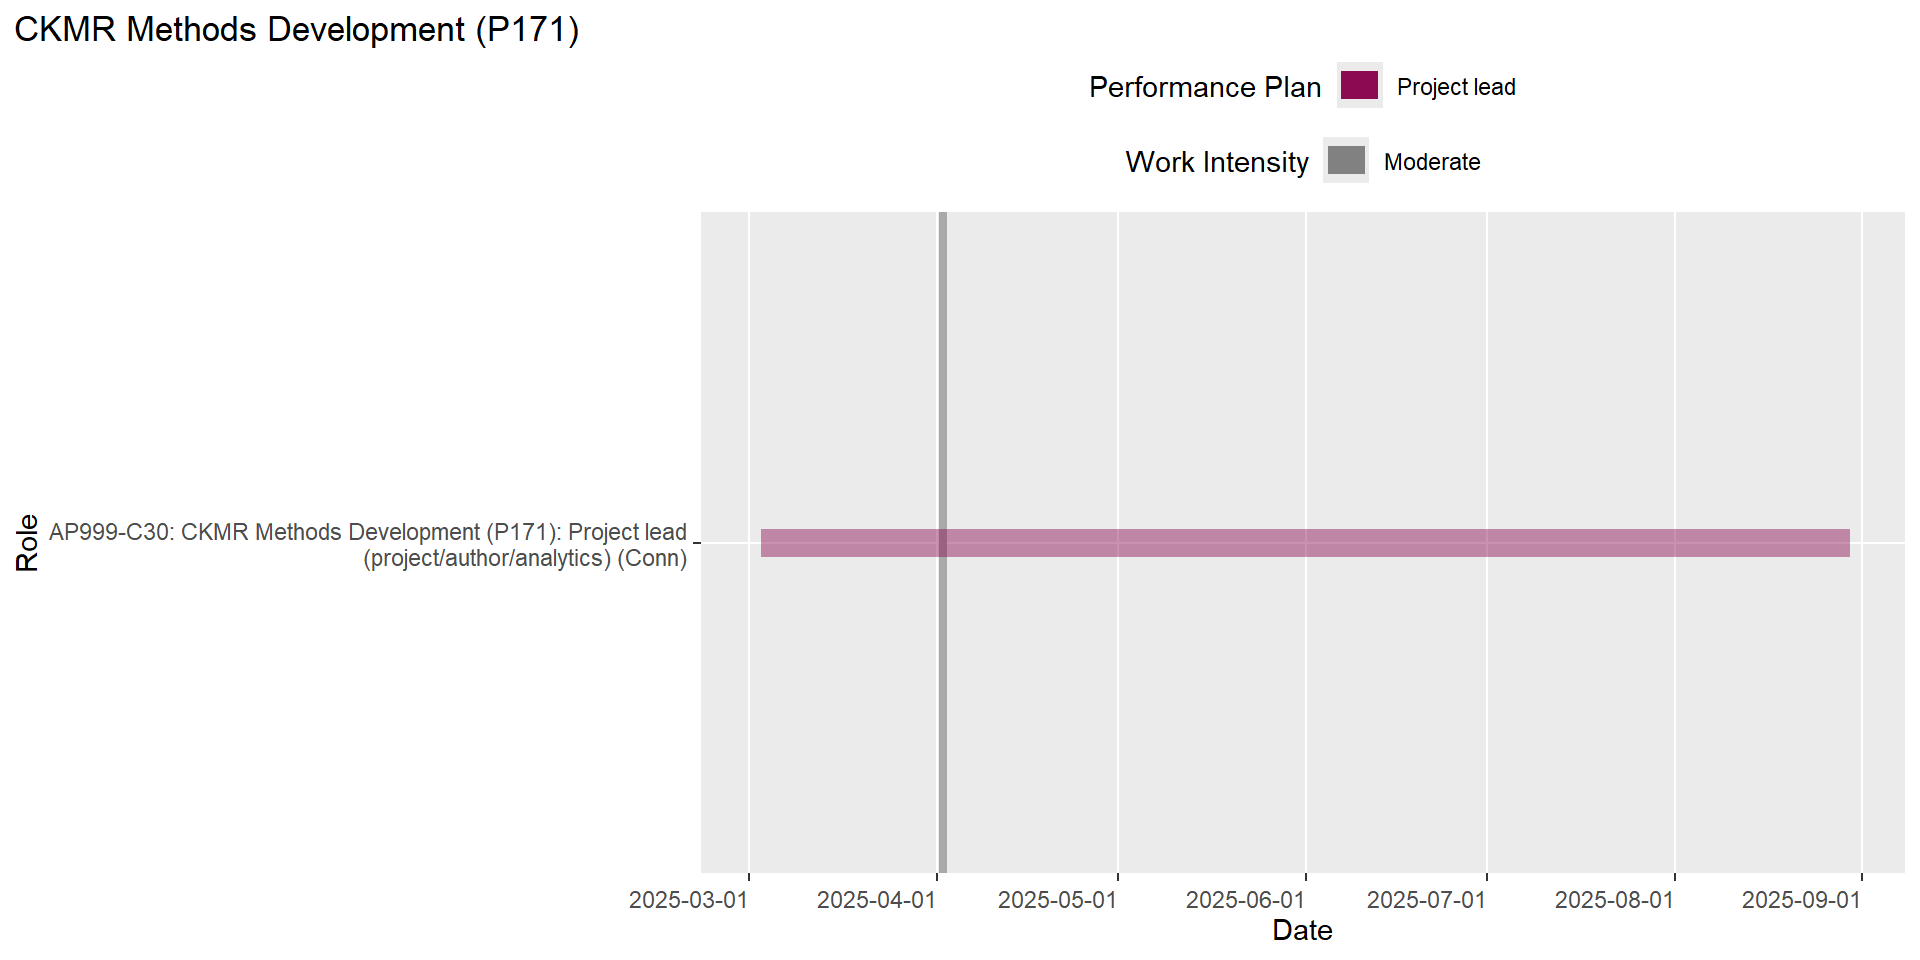 CKMR Methods Development (P171)
Performance Plan
Project lead
Work Intensity
Moderate
Role
AP999-C30: CKMR Methods Development (P171): Project lead
(project/author/analytics) (Conn)
2025-03-01
2025-04-01
2025-05-01
2025-06-01
2025-07-01
2025-08-01
2025-09-01
Date